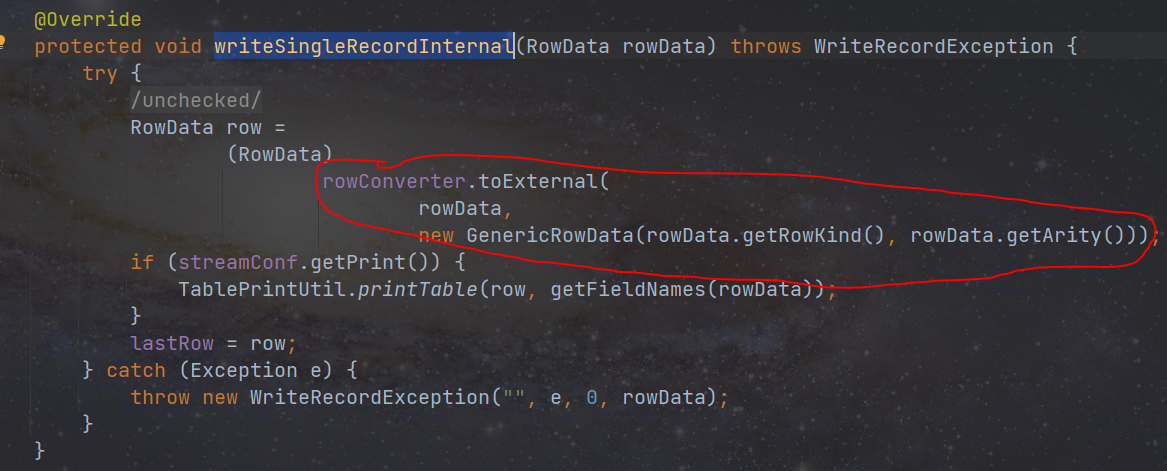 @Override
protected void writeSingleRecordInternal(RowData rowData) throws WriteRecordException {
try {
/unchecked/
RowData row =
(RowData)
rowConverter.toExternal(
rowData,
new GenericRowData(rowData.getRowKind(), rowData.getArity()));
if (streamConf.getPrint()) {
TablePrintUtil.printTable(row, getFieldNames(rowData));
}
lastRow = row;
} catch (Exception e) {
throw new WriteRecordException("", e, 0, rowData);
}
}